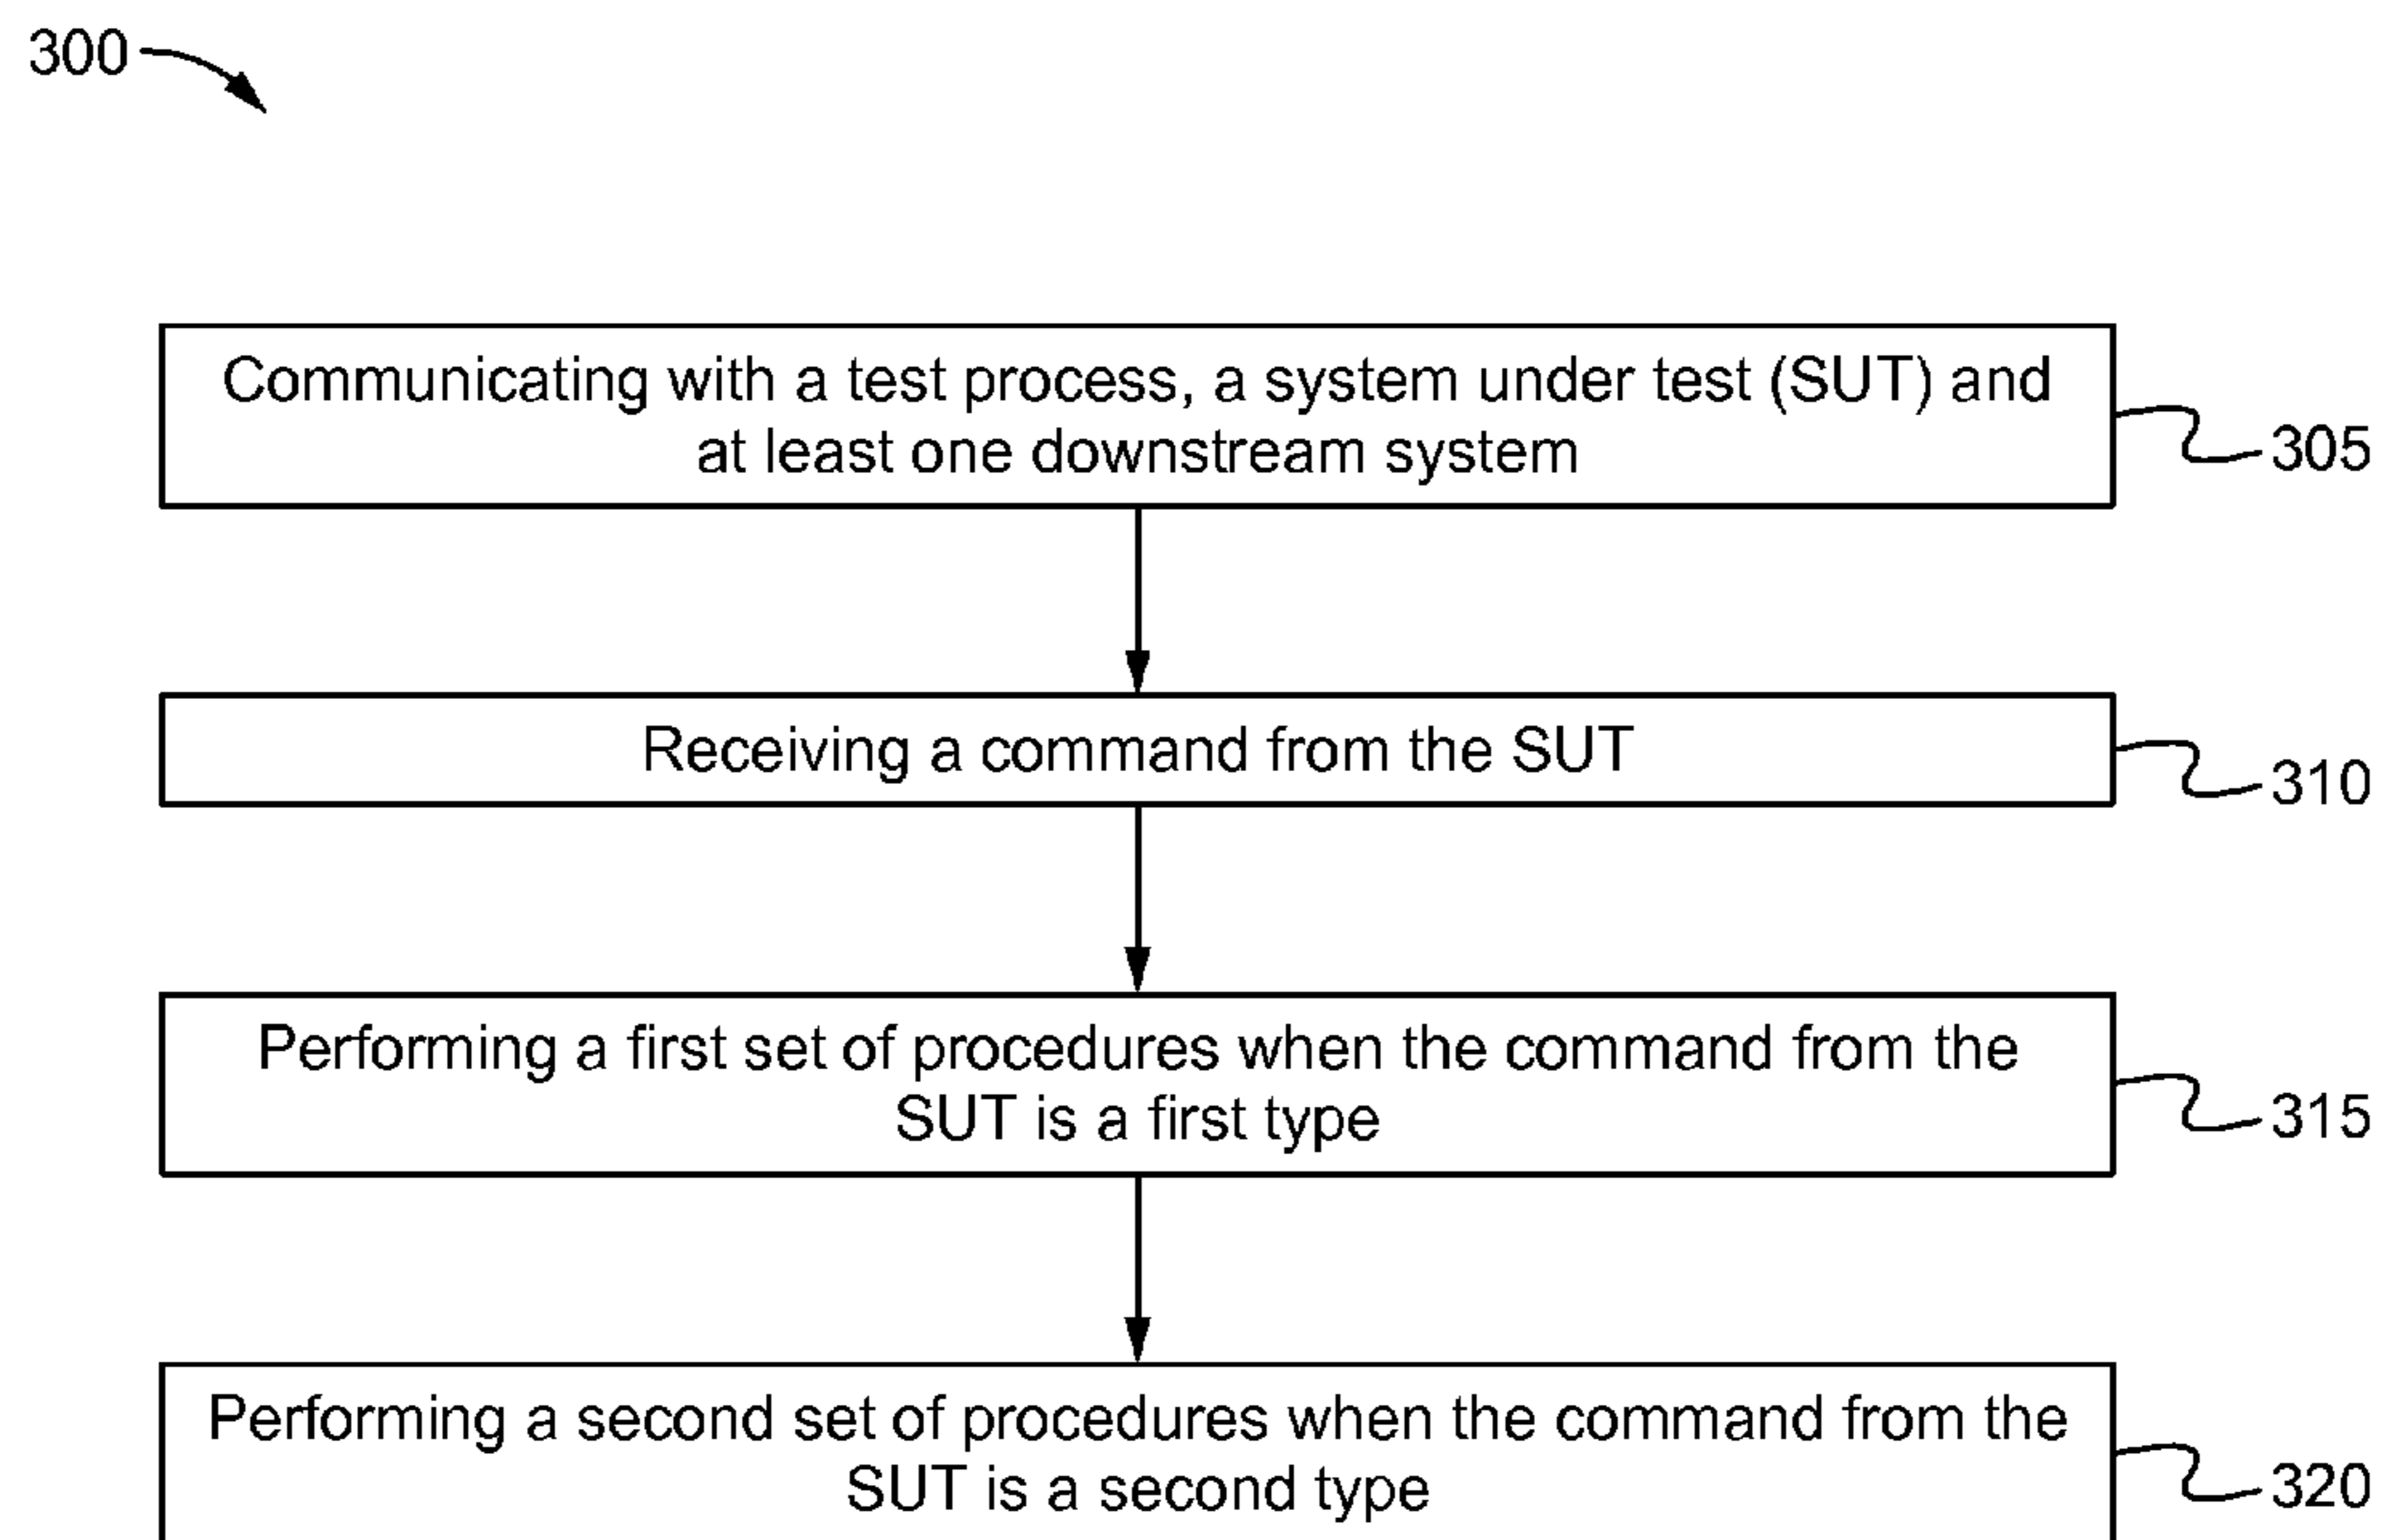 300
Communicating with a test process, a system under test (SUT) and
at least one downstream system
305
Receiving a command from the SUT
310
Performing a first set of procedures when the command from the
SUT is a first type
315
Performing a second set of procedures when the command from the
SUT is a second type
320